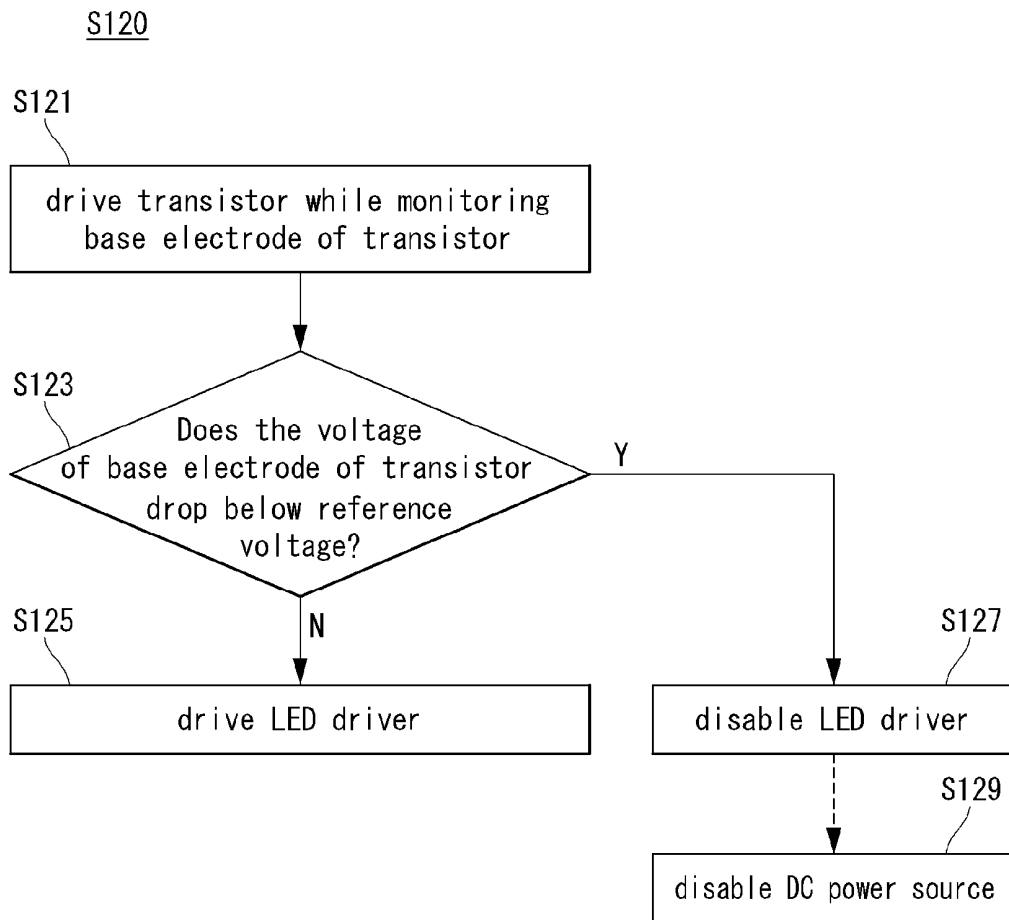 S120
S121
drive transistor while monitoring
base electrode of transistor
S123
Does the voltage
of base electrode of transistor
drop below reference
voltage?
Y
N
S125
drive LED driver
S127
disable LED driver
S129
disable DC power source